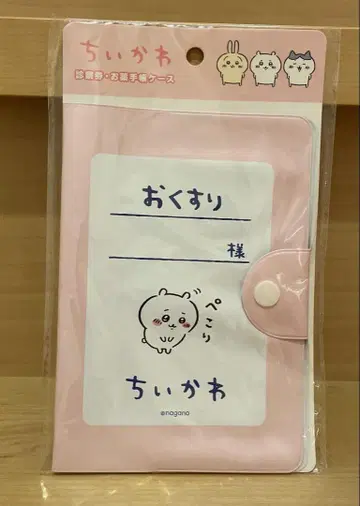 ちいかわ
診察券・お薬手帳ケース
おくすり
様
ぺこり
ちいかわ
©nagano